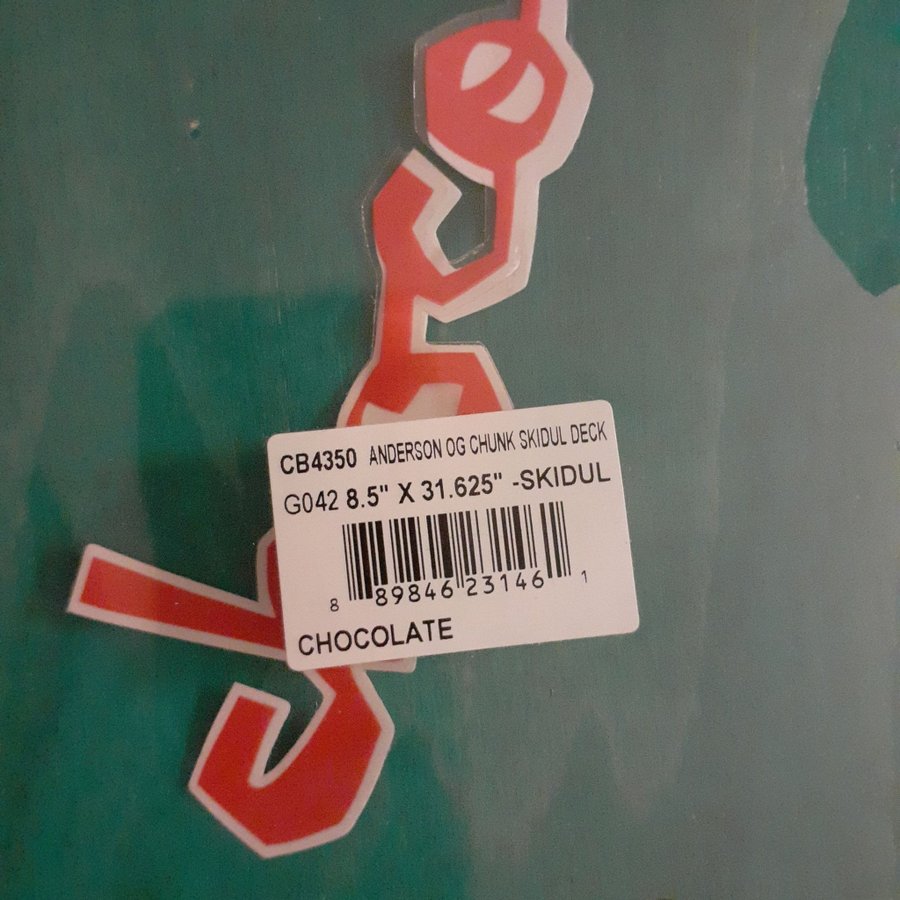 CB4350 ANDERSON OG CHUNK SKIDUL DECK
G042 8.5" X 31.625" -SKIDUL
8 89846 23146 1
CHOCOLATE